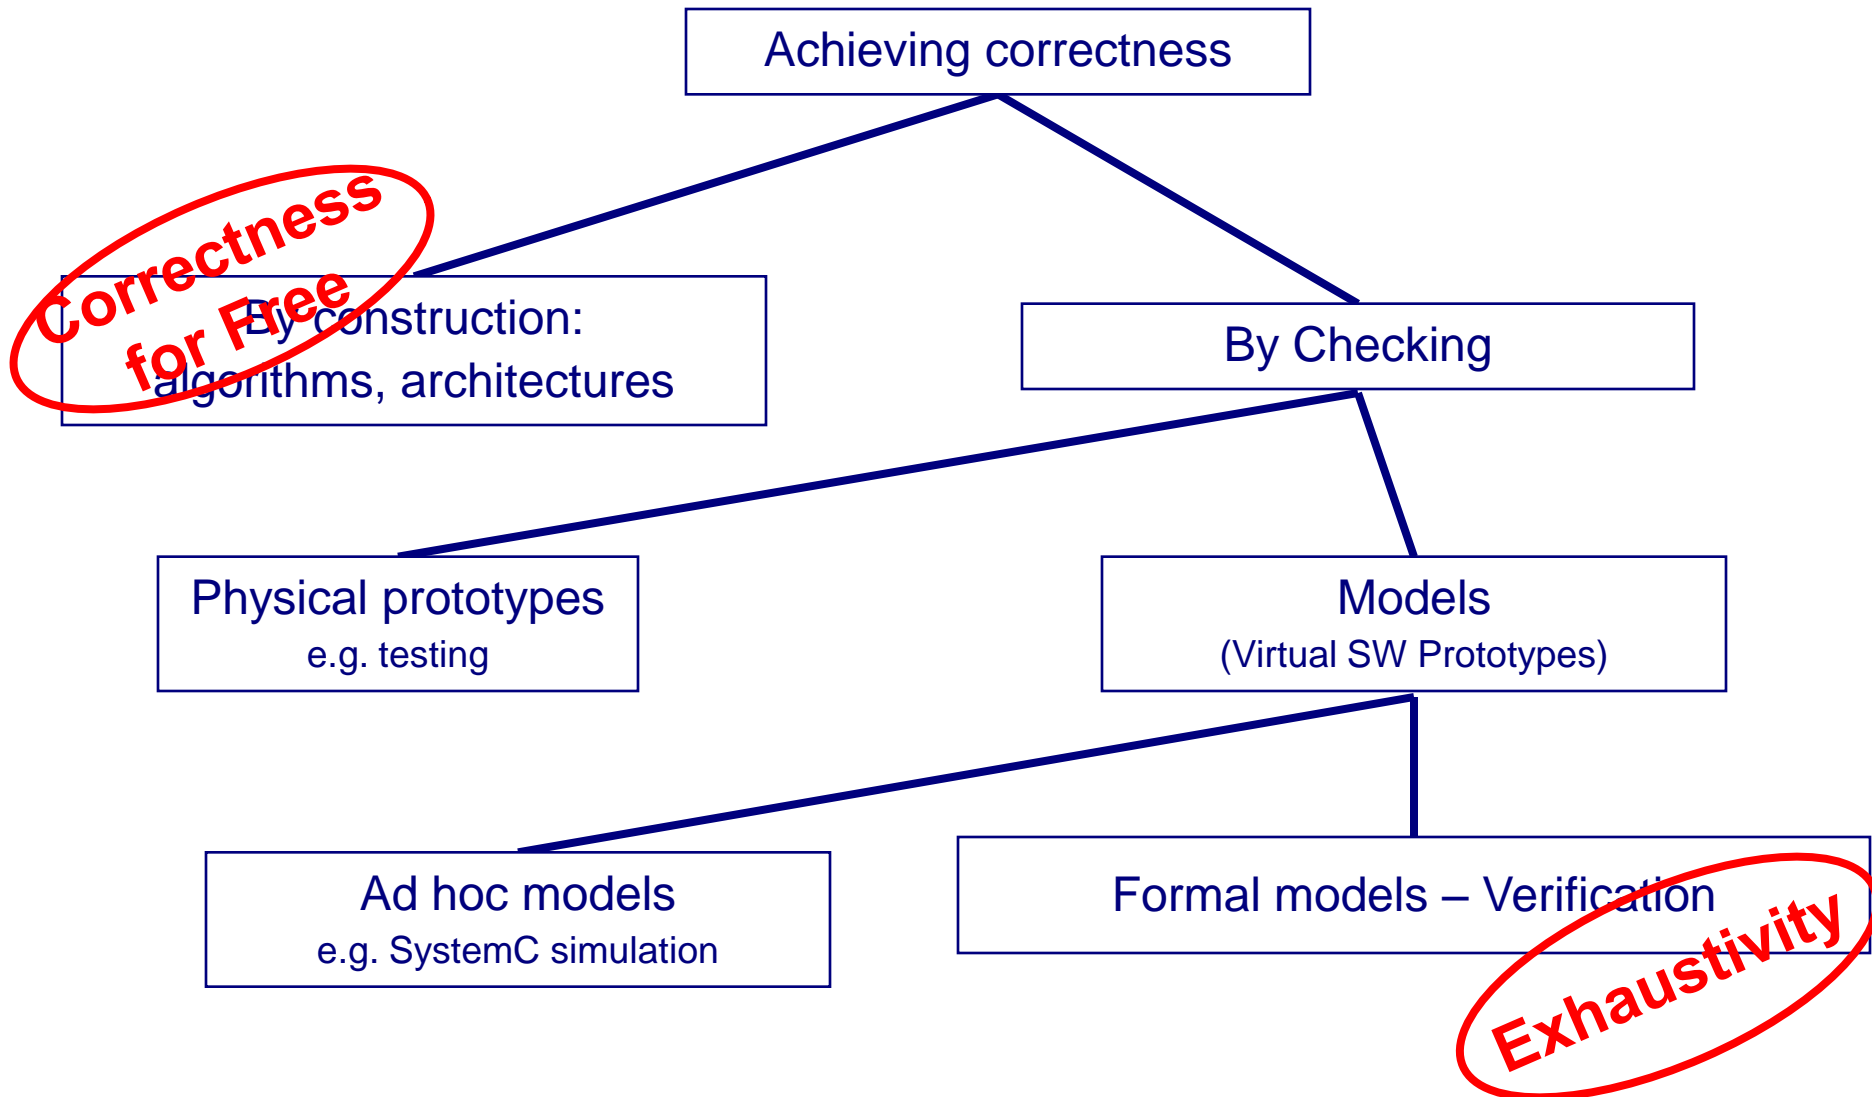 Achieving correctness
Correctness
for Free
By construction:
algorithms, architectures
By Checking
Physical prototypes
e.g. testing
Models
(Virtual SW Prototypes)
Ad hoc models
e.g. SystemC simulation
Formal models – Verification
Exhaustivity